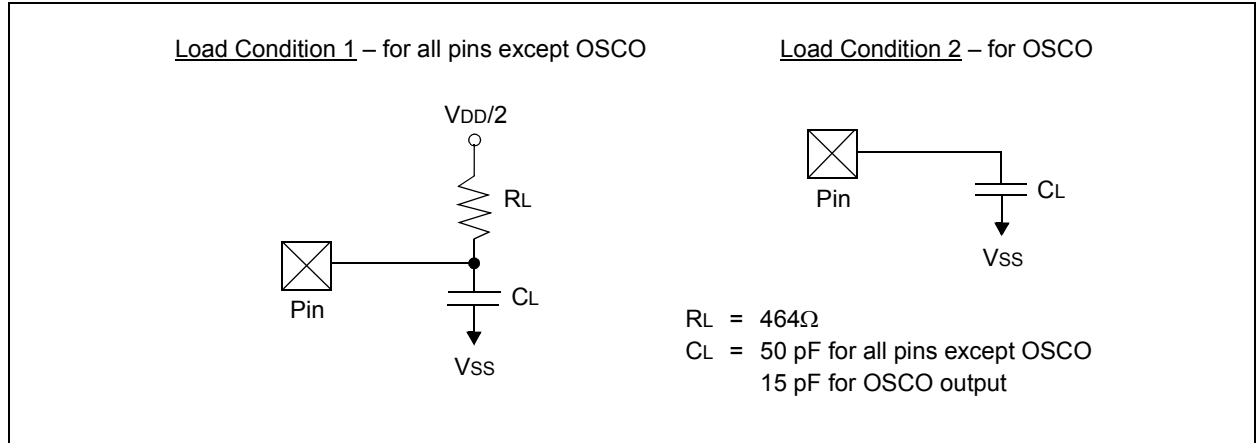 Load Condition 1 – for all pins except OSCO
VDD/2
RL
Pin
CL
VSS
Load Condition 2 – for OSCO
Pin
CL
VSS
RL = 464Ω
CL = 50 pF for all pins except OSCO
15 pF for OSCO output